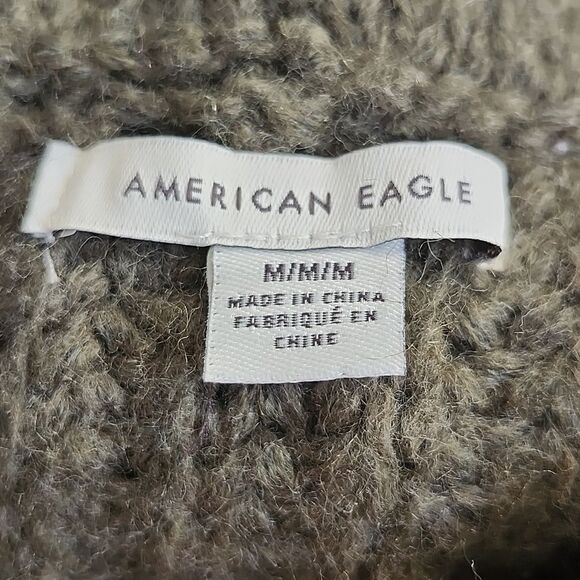 AMERICAN EAGLE
M/M/M
MADE IN CHINA
FABRIQUÉ EN
CHINE